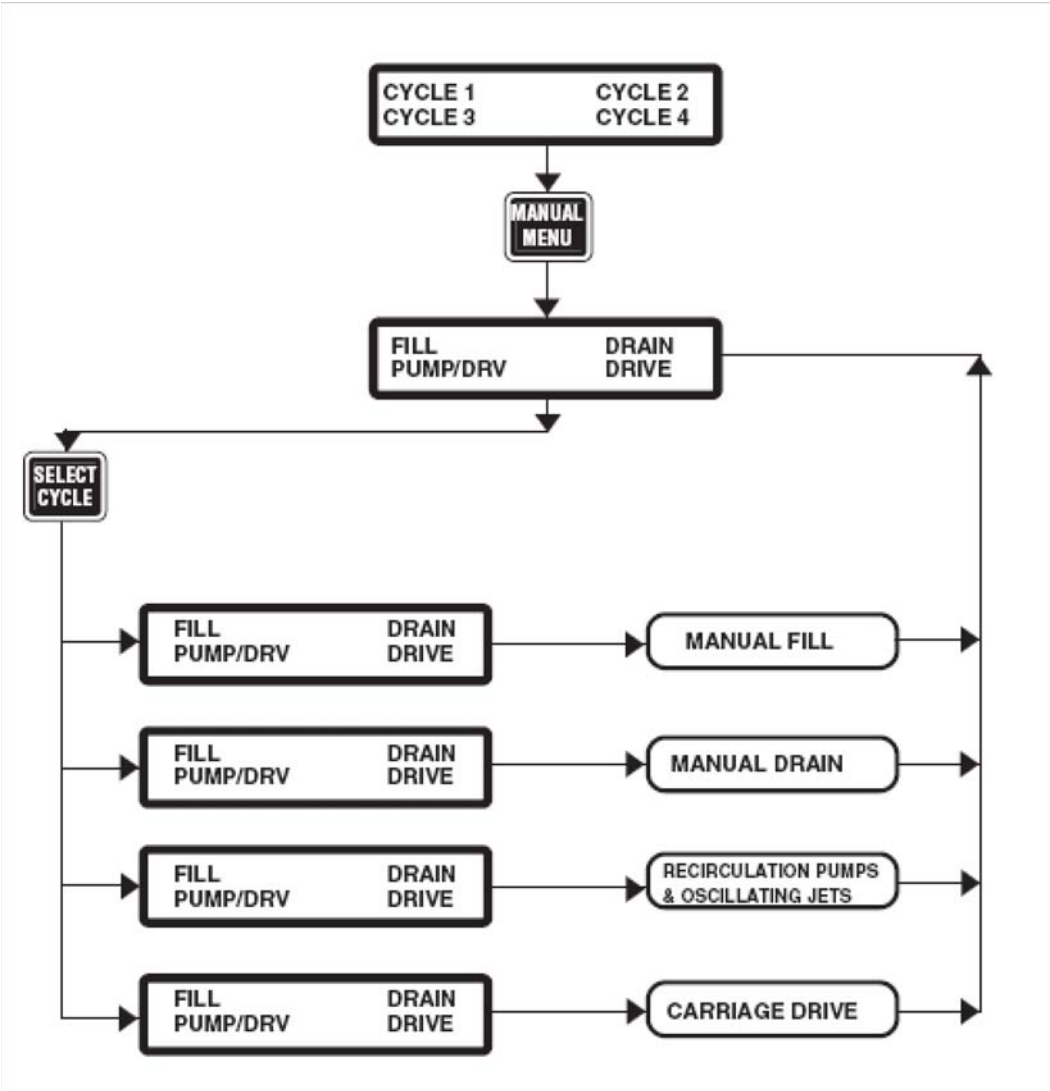 CYCLE 1 CYCLE 2
CYCLE 3 CYCLE 4
MANUAL
MENU
FILL DRAIN
PUMP/DRV DRIVE
SELECT
CYCLE
FILL DRAIN
PUMP/DRV DRIVE
MANUAL FILL
FILL DRAIN
PUMP/DRV DRIVE
MANUAL DRAIN
FILL DRAIN
PUMP/DRV DRIVE
RECIRCULATION PUMPS
& OSCILLATING JETS
FILL DRAIN
PUMP/DRV DRIVE
CARRIAGE DRIVE